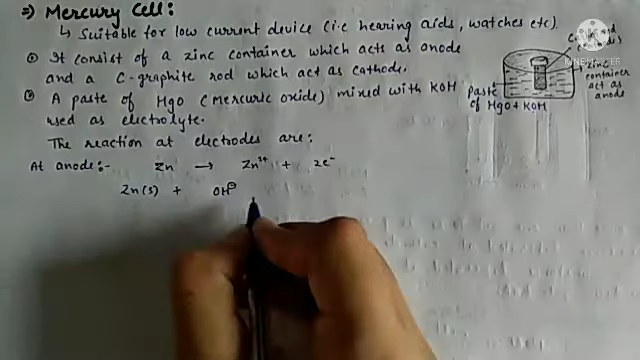 ⇒ Mercury Cell:
↳ Suitable for low current device (i.e hearing aids, watches etc).
① It consist of a zinc container which acts as anode
and a C-graphite rod which act as cathode.
② A paste of HgO (mercuric oxide) mixed with KOH
used as electrolyte.
The reaction at electrodes are:
At anode:- Zn → Zn²⁺ + 2e⁻
Zn(s) + OH⁻
container
act as
anode
paste
of HgO + KOH
K
KINEMASTER